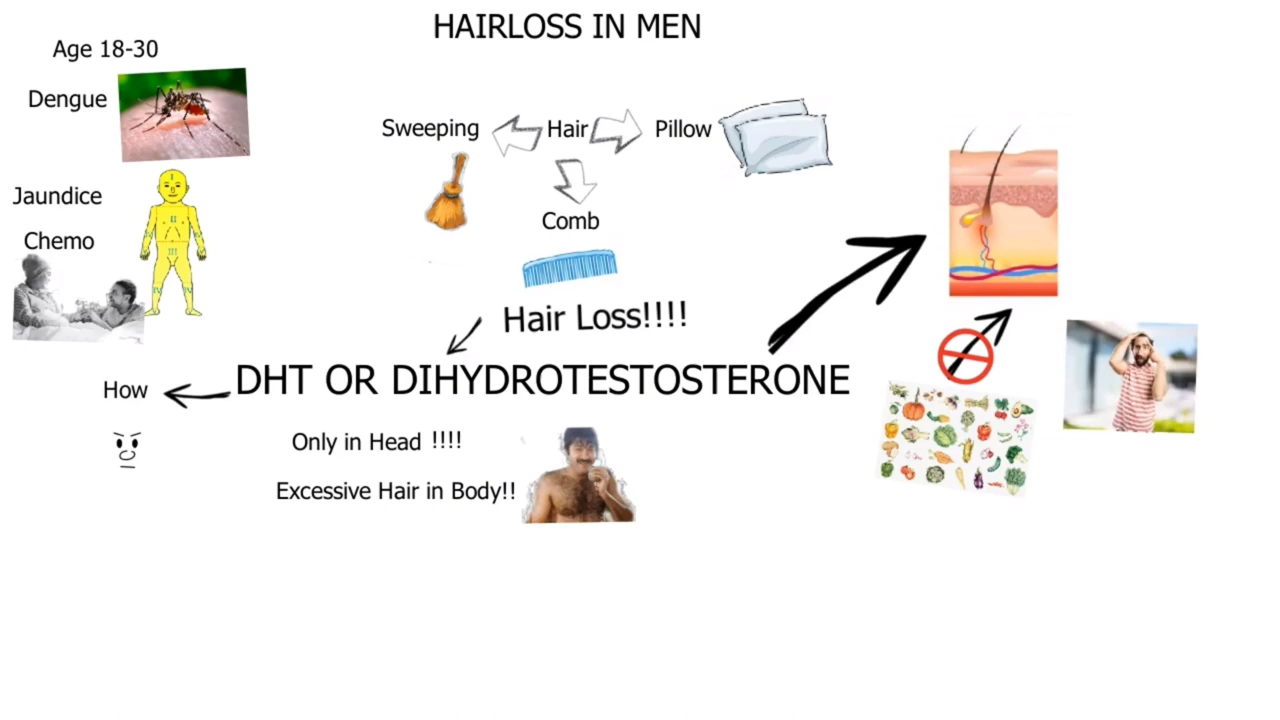 HAIRLOSS IN MEN
Age 18-30
Dengue
Sweeping
Hair
Pillow
Jaundice
Comb
Chemo
Hair Loss!!!!
DHT OR DIHYDROTESTOSTERONE
How
Only in Head !!!!
Excessive Hair in Body!!